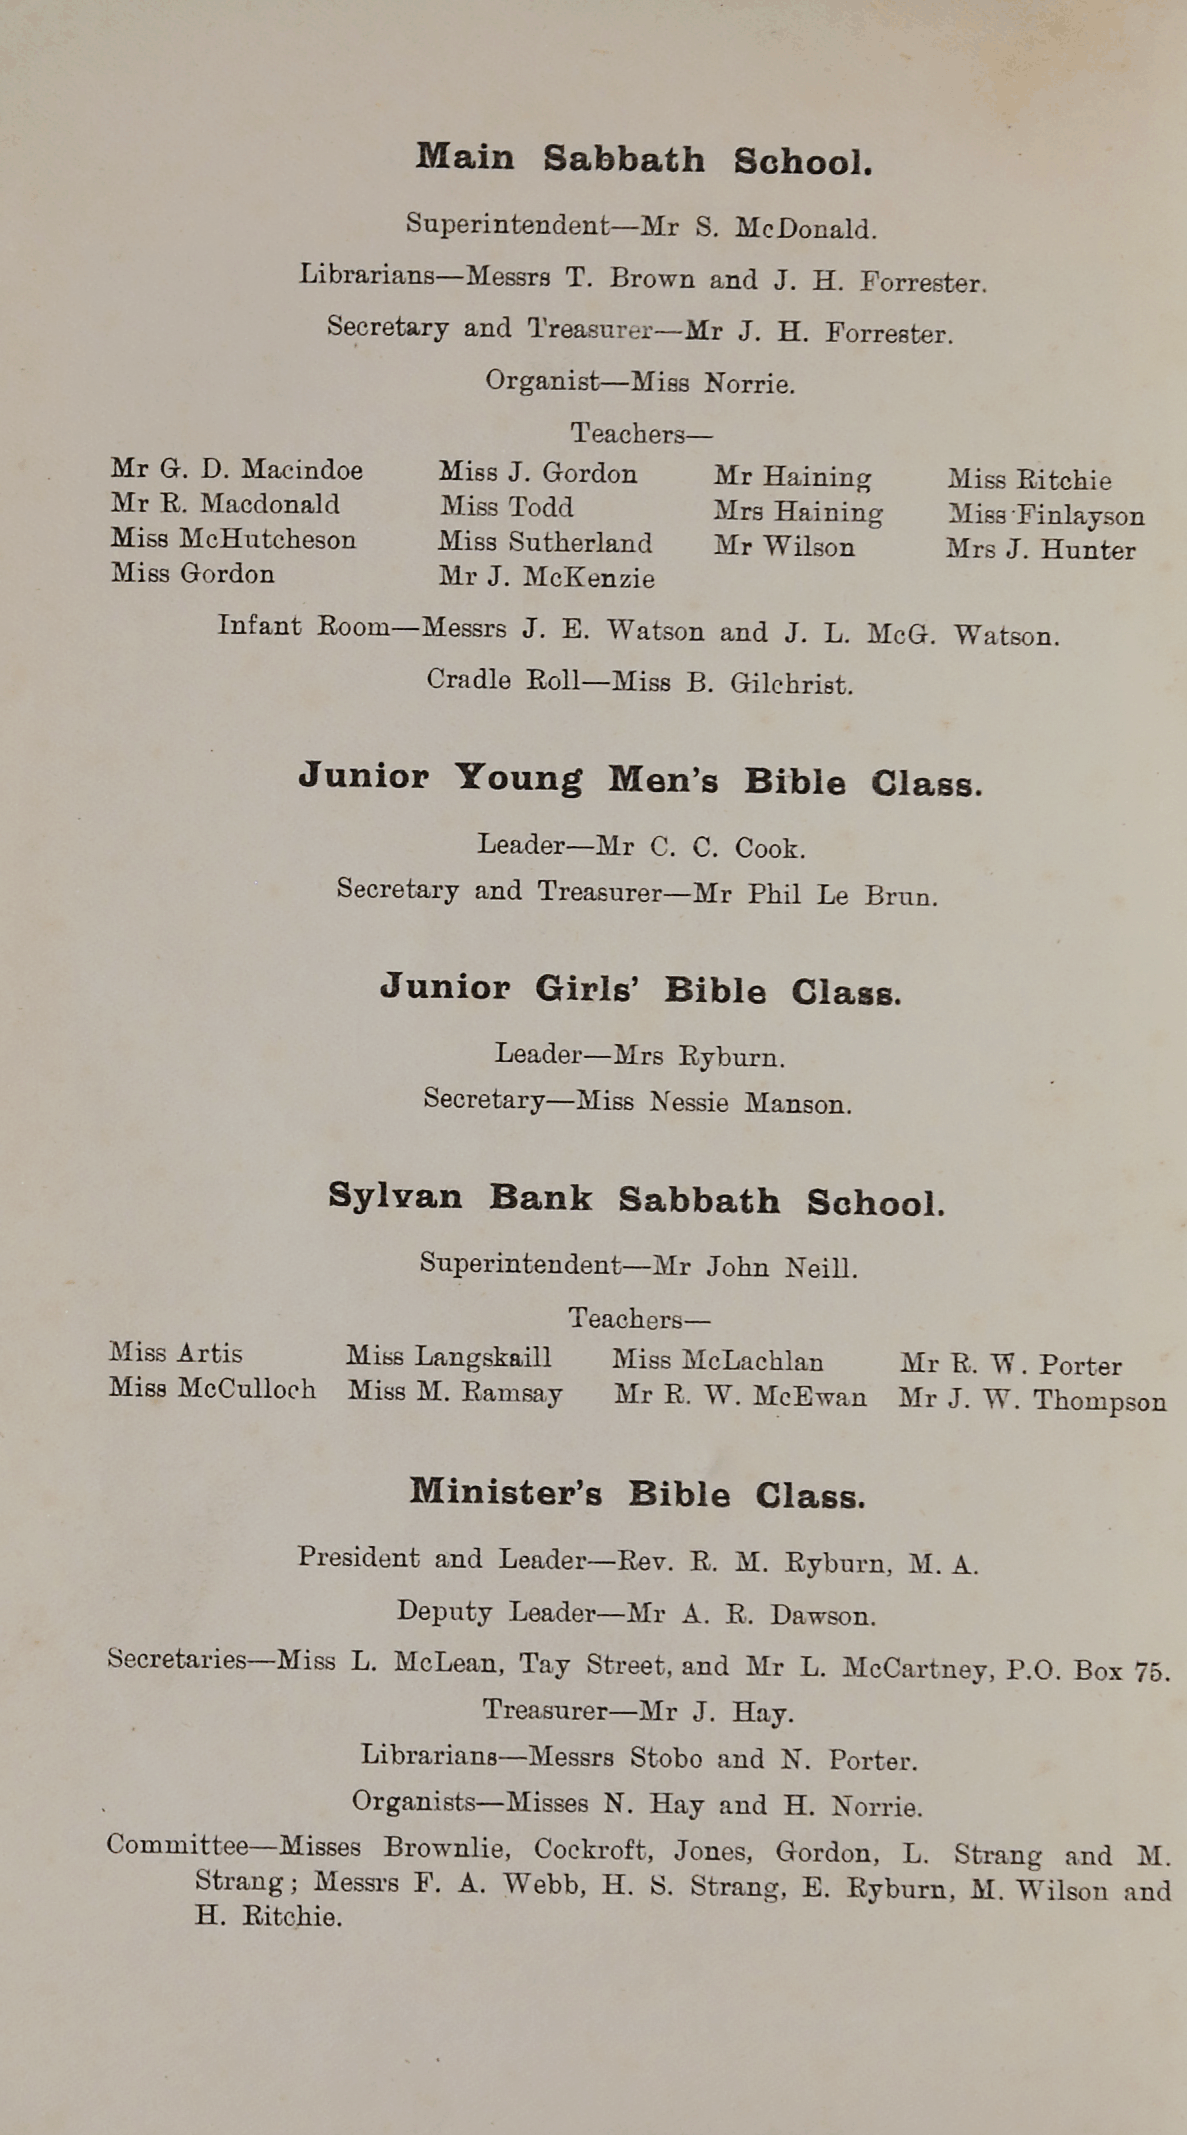 Main Sabbath School.
Superintendent—Mr S. McDonald.
Librarians—Messrs T. Brown and J. H. Forrester.
Secretary and Treasurer—Mr J. H. Forrester.
Organist—Miss Norrie.
Teachers—
Mr G. D. Macindoe Miss J. Gordon Mr Haining Miss Ritchie
Mr R. Macdonald Miss Todd Mrs Haining Miss Finlayson
Miss McHutcheson Miss Sutherland Mr Wilson Mrs J. Hunter
Miss Gordon Mr J. McKenzie
Infant Room—Messrs J. E. Watson and J. L. McG. Watson.
Cradle Roll—Miss B. Gilchrist.
Junior Young Men's Bible Class.
Leader—Mr C. C. Cook.
Secretary and Treasurer—Mr Phil Le Brun.
Junior Girls' Bible Class.
Leader—Mrs Ryburn.
Secretary—Miss Nessie Manson.
Sylvan Bank Sabbath School.
Superintendent—Mr John Neill.
Teachers—
Miss Artis Miss Langskaill Miss McLachlan Mr R. W. Porter
Miss McCulloch Miss M. Ramsay Mr R. W. McEwan Mr J. W. Thompson
Minister's Bible Class.
President and Leader—Rev. R. M. Ryburn, M. A.
Deputy Leader—Mr A. R. Dawson.
Secretaries—Miss L. McLean, Tay Street, and Mr L. McCartney, P.O. Box 75.
Treasurer—Mr J. Hay.
Librarians—Messrs Stobo and N. Porter.
Organists—Misses N. Hay and H. Norrie.
Committee—Misses Brownlie, Cockroft, Jones, Gordon, L. Strang and M.
Strang; Messrs F. A. Webb, H. S. Strang, E. Ryburn, M. Wilson and
H. Ritchie.